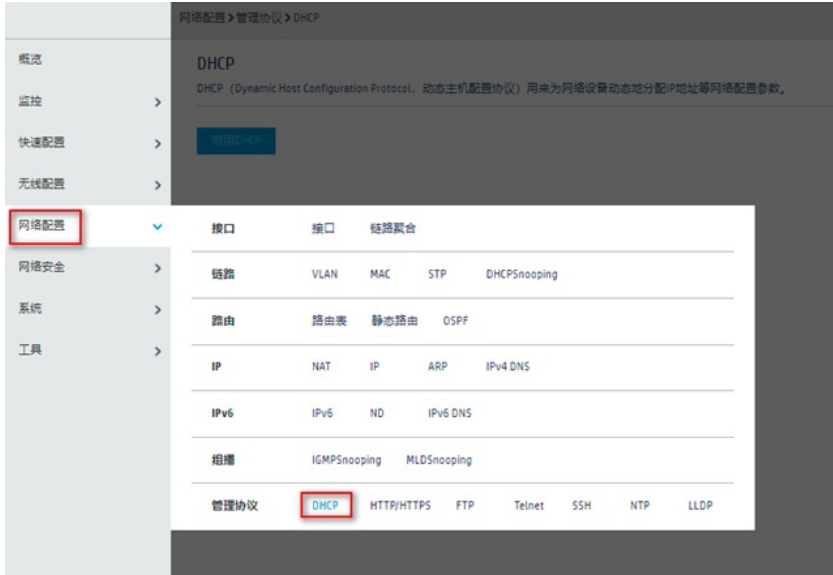 网络配置>管理协议>DHCP
概览
监控
快速配置
无线配置
网络配置
网络安全
系统
工具
DHCP
DHCP（Dynamic Host Configuration Protocol，动态主机配置协议）用来为网络设备动态地分配IP地址等网络配置参数。
启用DHCP
接口 接口 链路聚合
链路 VLAN MAC STP DHCPSnooping
路由 路由表 静态路由 OSPF
IP NAT IP ARP IPv4 DNS
IPv6 IPv6 ND IPv6 DNS
组播 IGMPSnooping MLDSnooping
管理协议 DHCP HTTP/HTTPS FTP Telnet SSH NTP LLDP